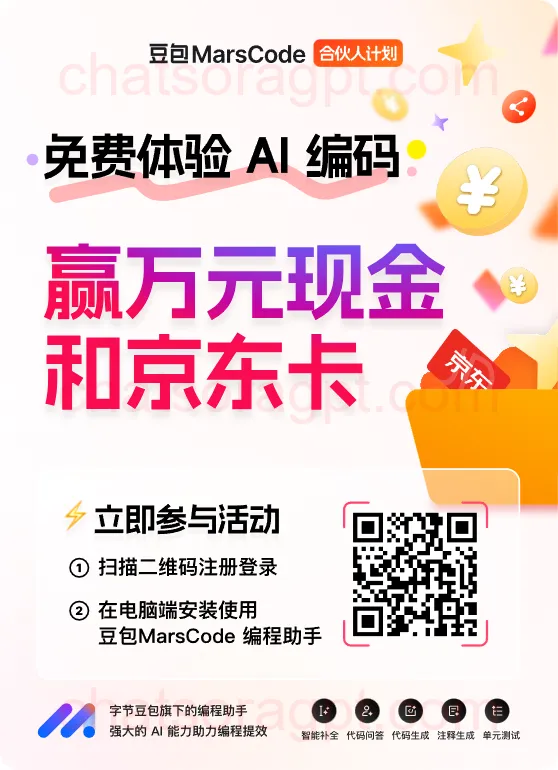 豆包MarsCode 合伙人计划
chatsoragpt.com
免费体验 AI 编码
赢万元现金
和京东卡
京东
chatsoragpt.com
立即参与活动
1 扫描二维码注册登录
2 在电脑端安装使用
豆包MarsCode 编程助手
chatsoragpt.com
字节豆包旗下的编程助手
强大的 AI 能力助力编程提效
智能补全 代码问答 代码生成 注释生成 单元测试